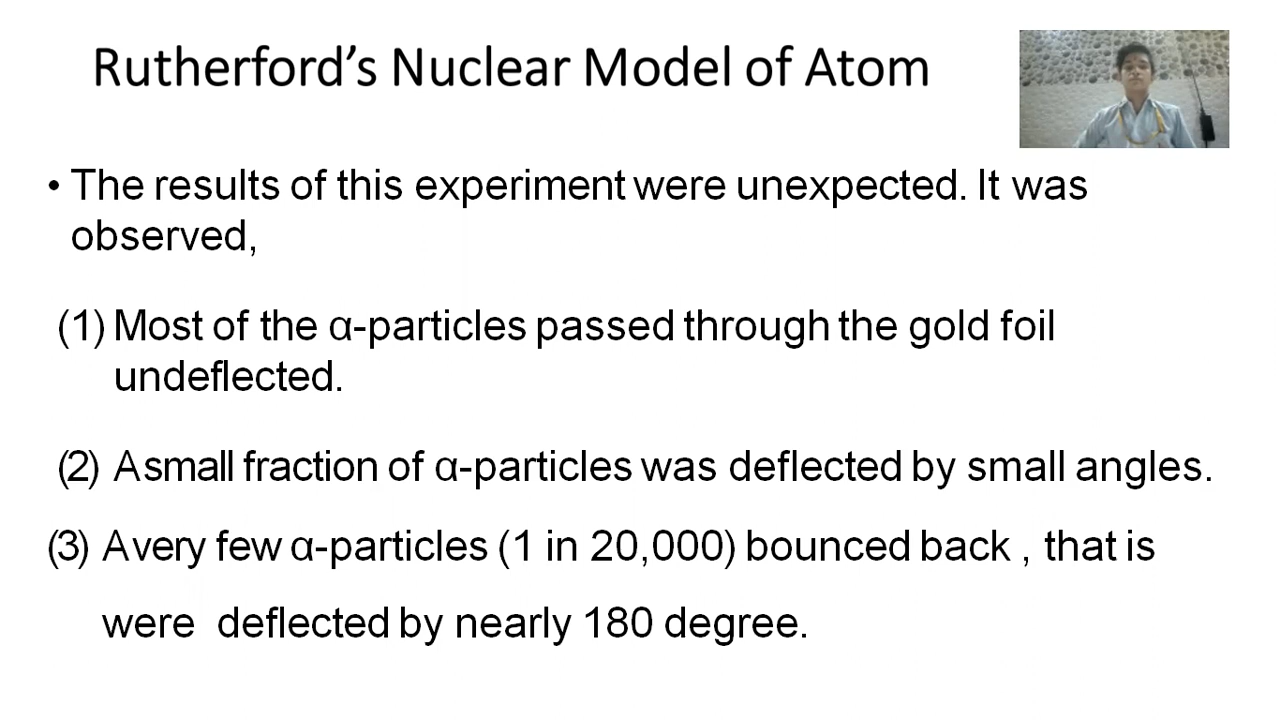 Rutherford’s Nuclear Model of Atom
• The results of this experiment were unexpected. It was
observed,
(1) Most of the α-particles passed through the gold foil
undeflected.
(2) Asmall fraction of α-particles was deflected by small angles.
(3) Avery few α-particles (1 in 20,000) bounced back , that is
were deflected by nearly 180 degree.